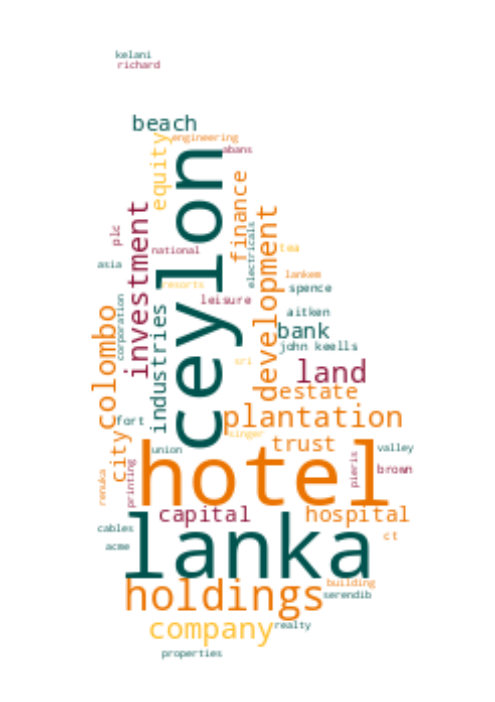 kelani
richard
beach
engineering
equity
abans
ceylon
finance
investment
development
plc
national
electricals
tea
asia
resorts
lankem
spence
corporation
leisure
industries
colombo
aitken
bank
john keells
sri
land
estate
fort
plantation
singer
city
trust
union
valley
hotel
pieris
brown
printing
renuka
capital
hospital
lanka
cables
ct
acme
building
holdings
serendib
company
realty
properties